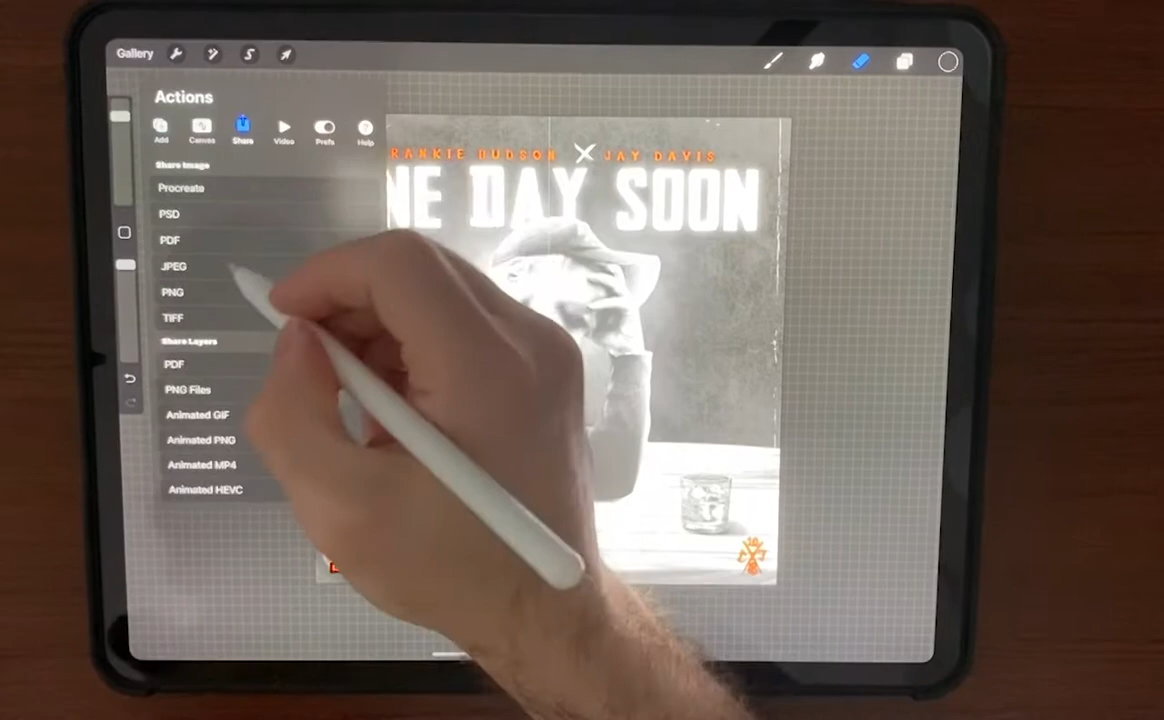 Gallery
Actions
Add Canvas Share Video Prefs Help
Share Image
Procreate
PSD
PDF
JPEG
PNG
TIFF
Share Layers
PDF
PNG Files
Animated GIF
Animated PNG
Animated MP4
Animated HEVC
RANKIE HUDSON X JAY DAVIS
NE DAY SOON